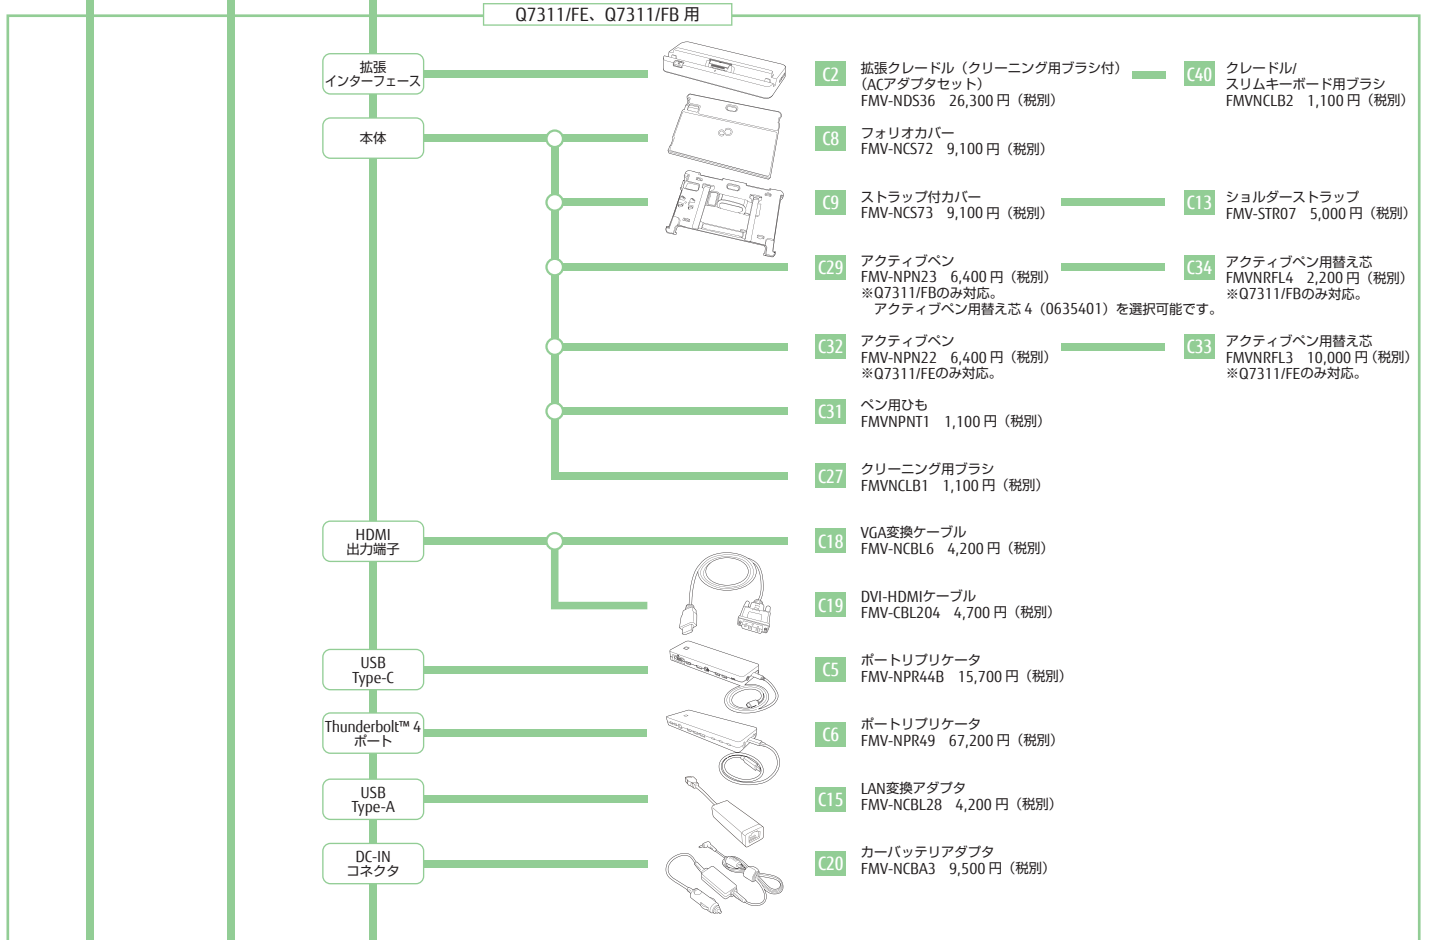 Q7311/FE、Q7311/FB 用
拡張
インターフェース
C2
拡張クレードル（クリーニング用ブラシ付）
（ACアダプタセット）
FMV-NDS36　26,300 円（税別）
C40
クレードル/
スリムキーボード用ブラシ
FMVNCLB2　1,100 円（税別）
本体
C8
フォリオカバー
FMV-NCS72　9,100 円（税別）
C9
ストラップ付カバー
FMV-NCS73　9,100 円（税別）
C13
ショルダーストラップ
FMV-STR07　5,000 円（税別）
C29
アクティブペン
FMV-NPN23　6,400 円（税別）
※Q7311/FBのみ対応。
アクティブペン用替え芯 4（0635401）を選択可能です。
C34
アクティブペン用替え芯
FMVNRFL4　2,200 円（税別）
※Q7311/FBのみ対応。
C32
アクティブペン
FMV-NPN22　6,400 円（税別）
※Q7311/FEのみ対応。
C33
アクティブペン用替え芯
FMVNRFL3　10,000 円（税別）
※Q7311/FEのみ対応。
C31
ペン用ひも
FMVNPNT1　1,100 円（税別）
C27
クリーニング用ブラシ
FMVNCLB1　1,100 円（税別）
HDMI
出力端子
C18
VGA変換ケーブル
FMV-NCBL6　4,200 円（税別）
C19
DVI-HDMIケーブル
FMV-CBL204　4,700 円（税別）
USB
Type-C
C5
ポートリプリケータ
FMV-NPR44B　15,700 円（税別）
Thunderbolt™ 4
ポート
C6
ポートリプリケータ
FMV-NPR49　67,200 円（税別）
USB
Type-A
C15
LAN変換アダプタ
FMV-NCBL28　4,200 円（税別）
DC-IN
コネクタ
C20
カーバッテリアダプタ
FMV-NCBA3　9,500 円（税別）